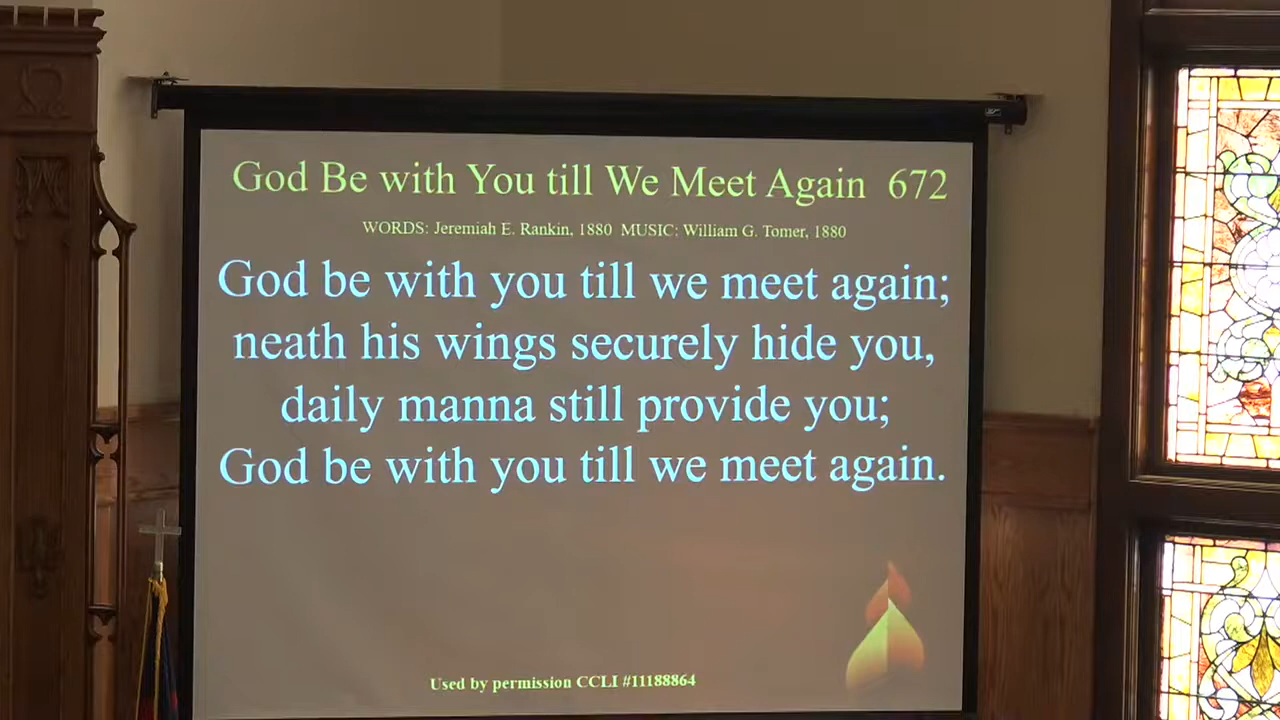 God Be with You till We Meet Again 672
WORDS: Jeremiah E. Rankin, 1880 MUSIC: William G. Tomer, 1880
God be with you till we meet again;
neath his wings securely hide you,
daily manna still provide you;
God be with you till we meet again.
Used by permission CCLI #11188864